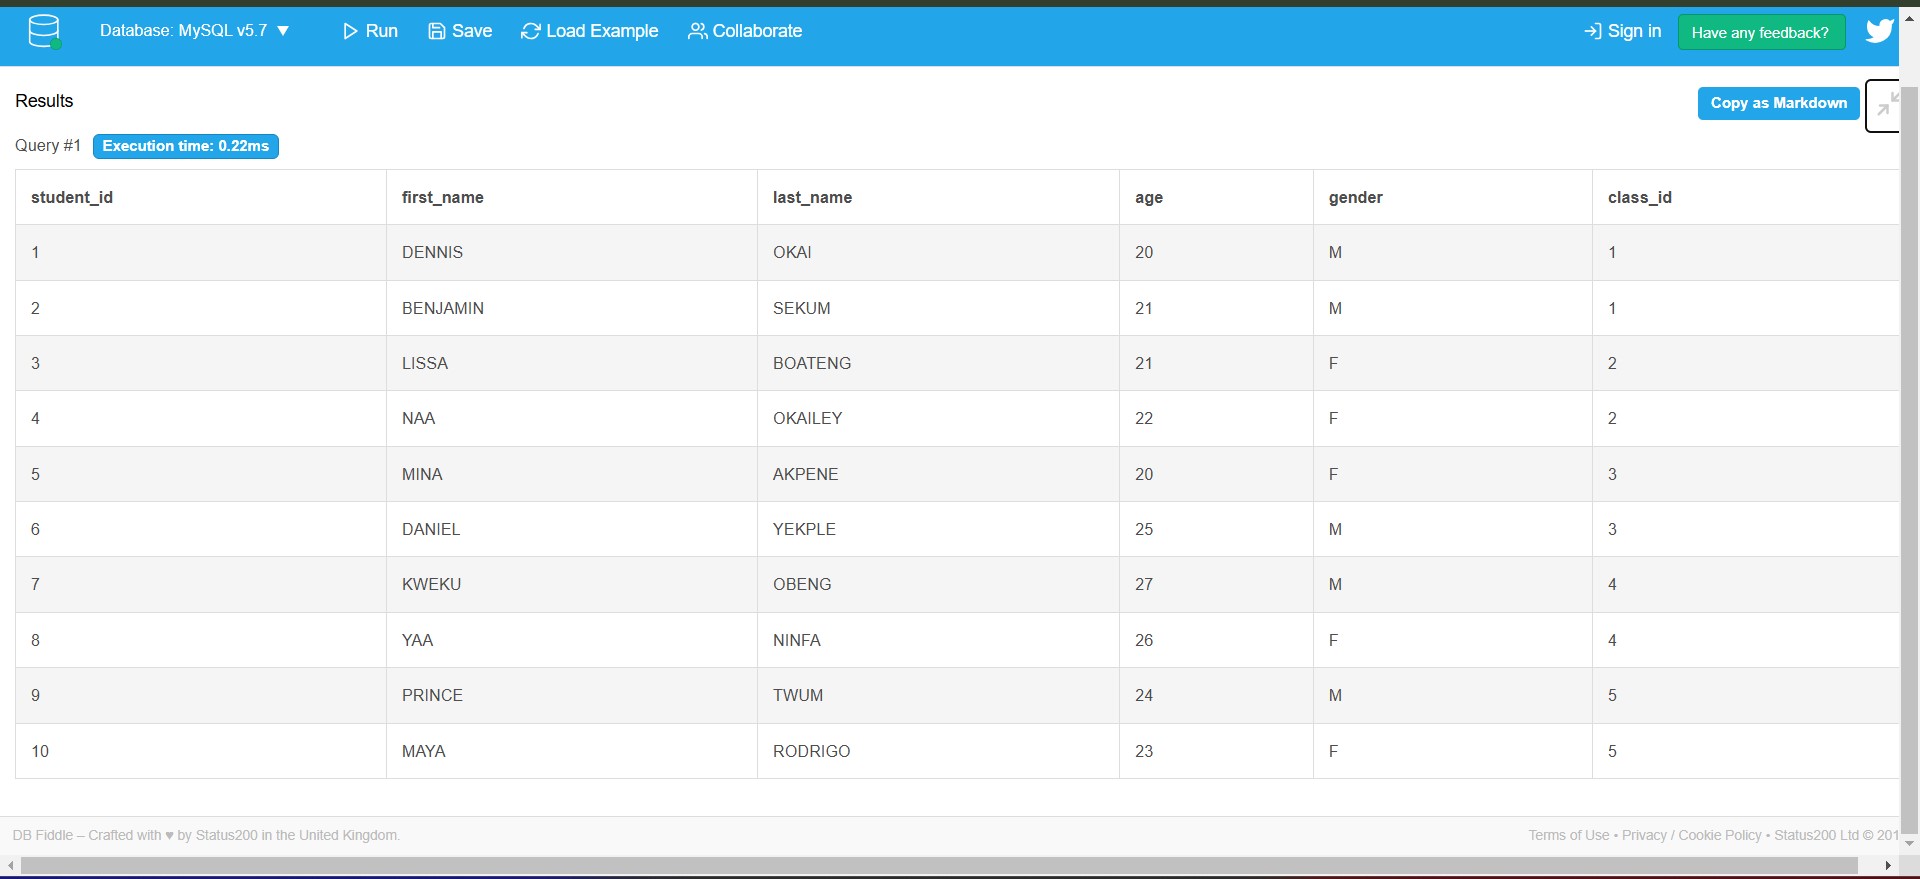 Database: MySQL v5.7 ▼ Run Save Load Example Collaborate Sign in Have any feedback?
Results Copy as Markdown
Query #1 Execution time: 0.22ms
student_id first_name last_name age gender class_id
1 DENNIS OKAI 20 M 1
2 BENJAMIN SEKUM 21 M 1
3 LISSA BOATENG 21 F 2
4 NAA OKAILEY 22 F 2
5 MINA AKPENE 20 F 3
6 DANIEL YEKPLE 25 M 3
7 KWEKU OBENG 27 M 4
8 YAA NINFA 26 F 4
9 PRINCE TWUM 24 M 5
10 MAYA RODRIGO 23 F 5
DB Fiddle – Crafted with ♥ by Status200 in the United Kingdom. Terms of Use • Privacy / Cookie Policy • Status200 Ltd © 201